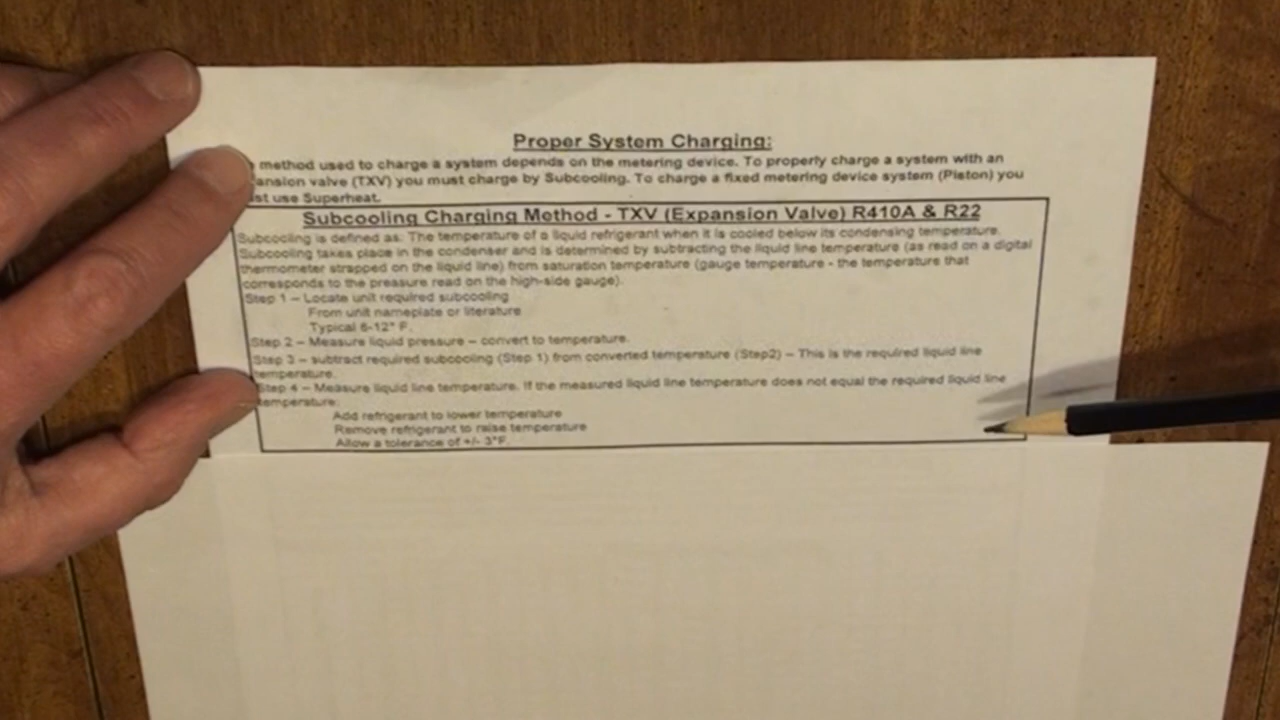 Proper System Charging:
method used to charge a system depends on the metering device. To properly charge a system with an
ansion valve (TXV) you must charge by Subcooling. To charge a fixed metering device system (Piston) you
st use Superheat.
Subcooling Charging Method - TXV (Expansion Valve) R410A & R22
Subcooling is defined as: The temperature of a liquid refrigerant when it is cooled below its condensing temperature.
Subcooling takes place in the condenser and is determined by subtracting the liquid line temperature (as read on a digital
thermometer strapped on the liquid line) from saturation temperature (gauge temperature - the temperature that
corresponds to the pressure read on the high-side gauge).
Step 1 – Locate unit required subcooling
From unit nameplate or literature
Typical 6-12° F.
Step 2 – Measure liquid pressure – convert to temperature.
Step 3 – subtract required subcooling (Step 1) from converted temperature (Step2) – This is the required liquid line
temperature.
Step 4 – Measure liquid line temperature. If the measured liquid line temperature does not equal the required liquid line
temperature:
Add refrigerant to lower temperature
Remove refrigerant to raise temperature
Allow a tolerance of +/- 3°F.